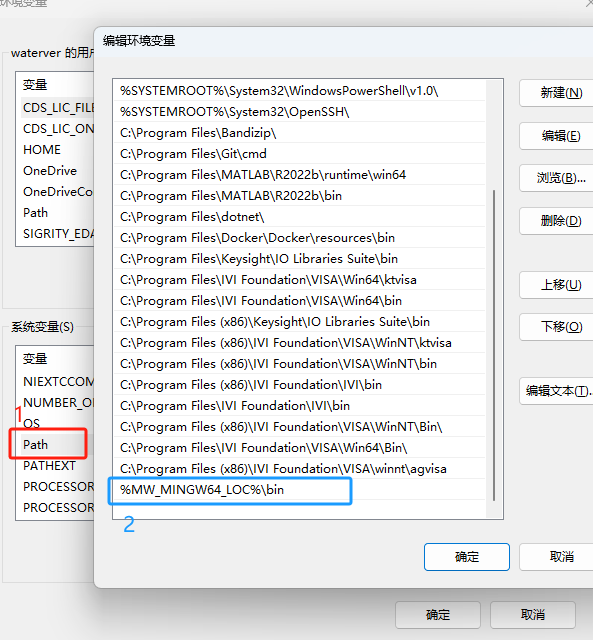 环境变量
编辑环境变量
waterver 的用户
变量
CDS_LIC_FILE
CDS_LIC_ON
HOME
OneDrive
OneDriveCo
Path
SIGRITY_EDA
系统变量(S)
变量
NIEXTCCOM
NUMBER_O
OS
Path
PATHEXT
PROCESSOR
PROCESSOR
PROCESSOR
1
%SYSTEMROOT%\System32\WindowsPowerShell\v1.0\
%SYSTEMROOT%\System32\OpenSSH\
C:\Program Files\Bandizip\
C:\Program Files\Git\cmd
C:\Program Files\MATLAB\R2022b\runtime\win64
C:\Program Files\MATLAB\R2022b\bin
C:\Program Files\dotnet\
C:\Program Files\Docker\Docker\resources\bin
C:\Program Files\Keysight\IO Libraries Suite\bin
C:\Program Files\IVI Foundation\VISA\Win64\ktvisa
C:\Program Files\IVI Foundation\VISA\Win64\bin
C:\Program Files (x86)\Keysight\IO Libraries Suite\bin
C:\Program Files (x86)\IVI Foundation\VISA\WinNT\ktvisa
C:\Program Files (x86)\IVI Foundation\VISA\WinNT\bin
C:\Program Files (x86)\IVI Foundation\IVI\bin
C:\Program Files\IVI Foundation\IVI\bin
C:\Program Files (x86)\IVI Foundation\VISA\WinNT\Bin\
C:\Program Files (x86)\IVI Foundation\VISA\Win64\Bin\
C:\Program Files (x86)\IVI Foundation\VISA\winnt\agvisa
%MW_MINGW64_LOC%\bin
2
新建(N)
编辑(E)
浏览(B)...
删除(D)
上移(U)
下移(O)
编辑文本(T)...
确定
取消
确定
取消